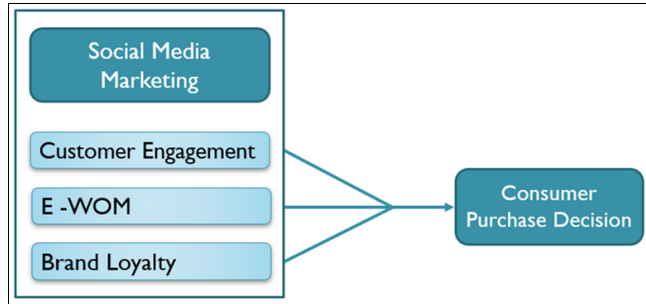 Social Media
Marketing
Customer Engagement
E -WOM
Brand Loyalty
Consumer
Purchase Decision